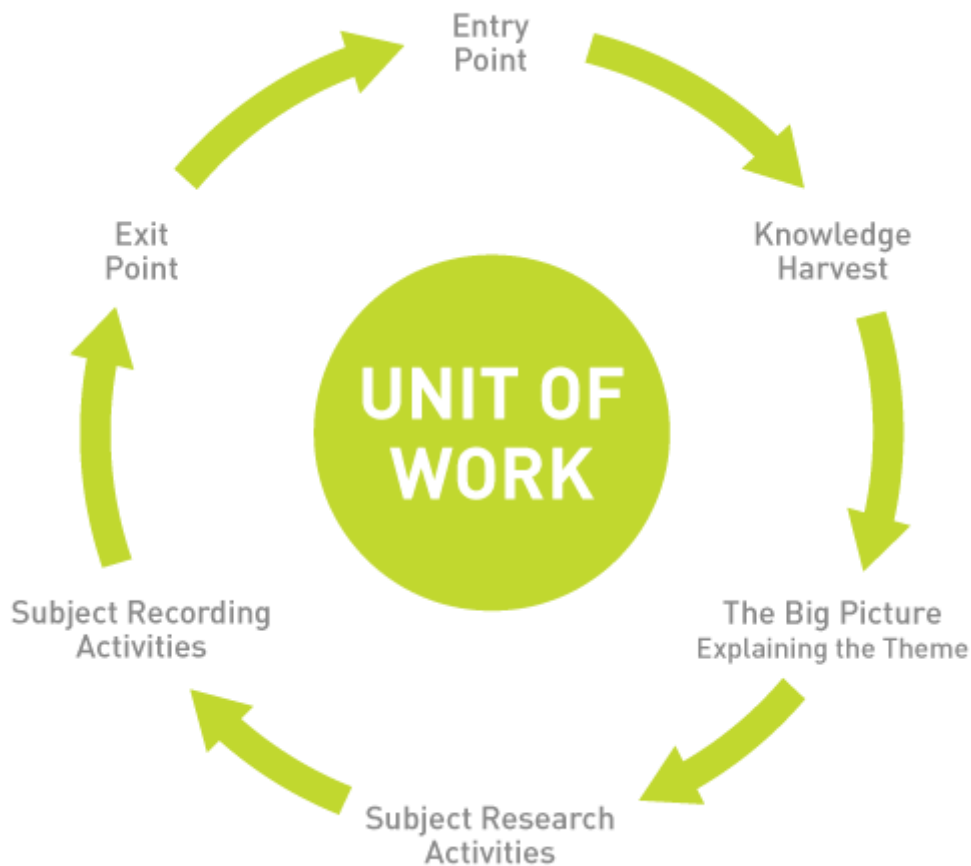 Entry
Point
Knowledge
Harvest
The Big Picture
Explaining the Theme
Subject Research
Activities
Subject Recording
Activities
Exit
Point
UNIT OF
WORK